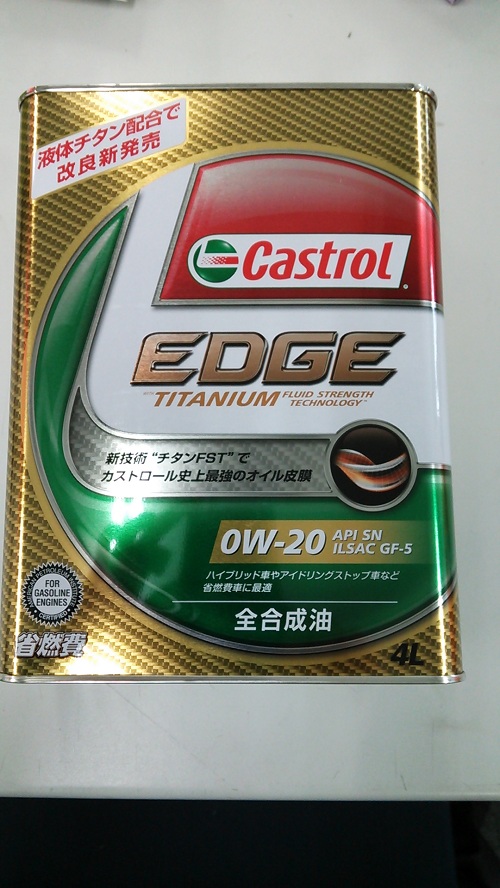 液体チタン配合で
改良新発売
Castrol
EDGE
WITH TITANIUM FLUID STRENGTH
TECHNOLOGY
新技術 “チタンFST” で
カストロール史上最強のオイル皮膜
0W-20 API SN
ILSAC GF-5
ハイブリッド車やアイドリングストップ車など
省燃費車に最適
全合成油
FOR
GASOLINE
ENGINES
省燃費
4L